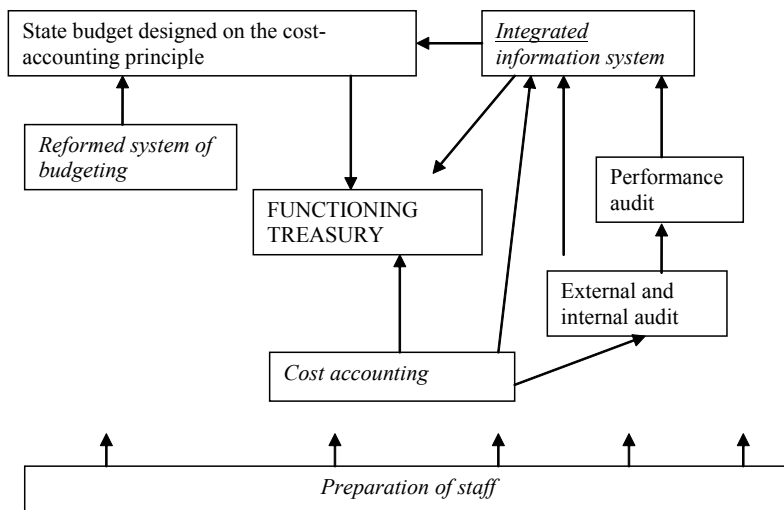 State budget designed on the cost-
accounting principle
Integrated
information system
Reformed system of
budgeting
Performance
audit
FUNCTIONING
TREASURY
External and
internal audit
Cost accounting
Preparation of staff